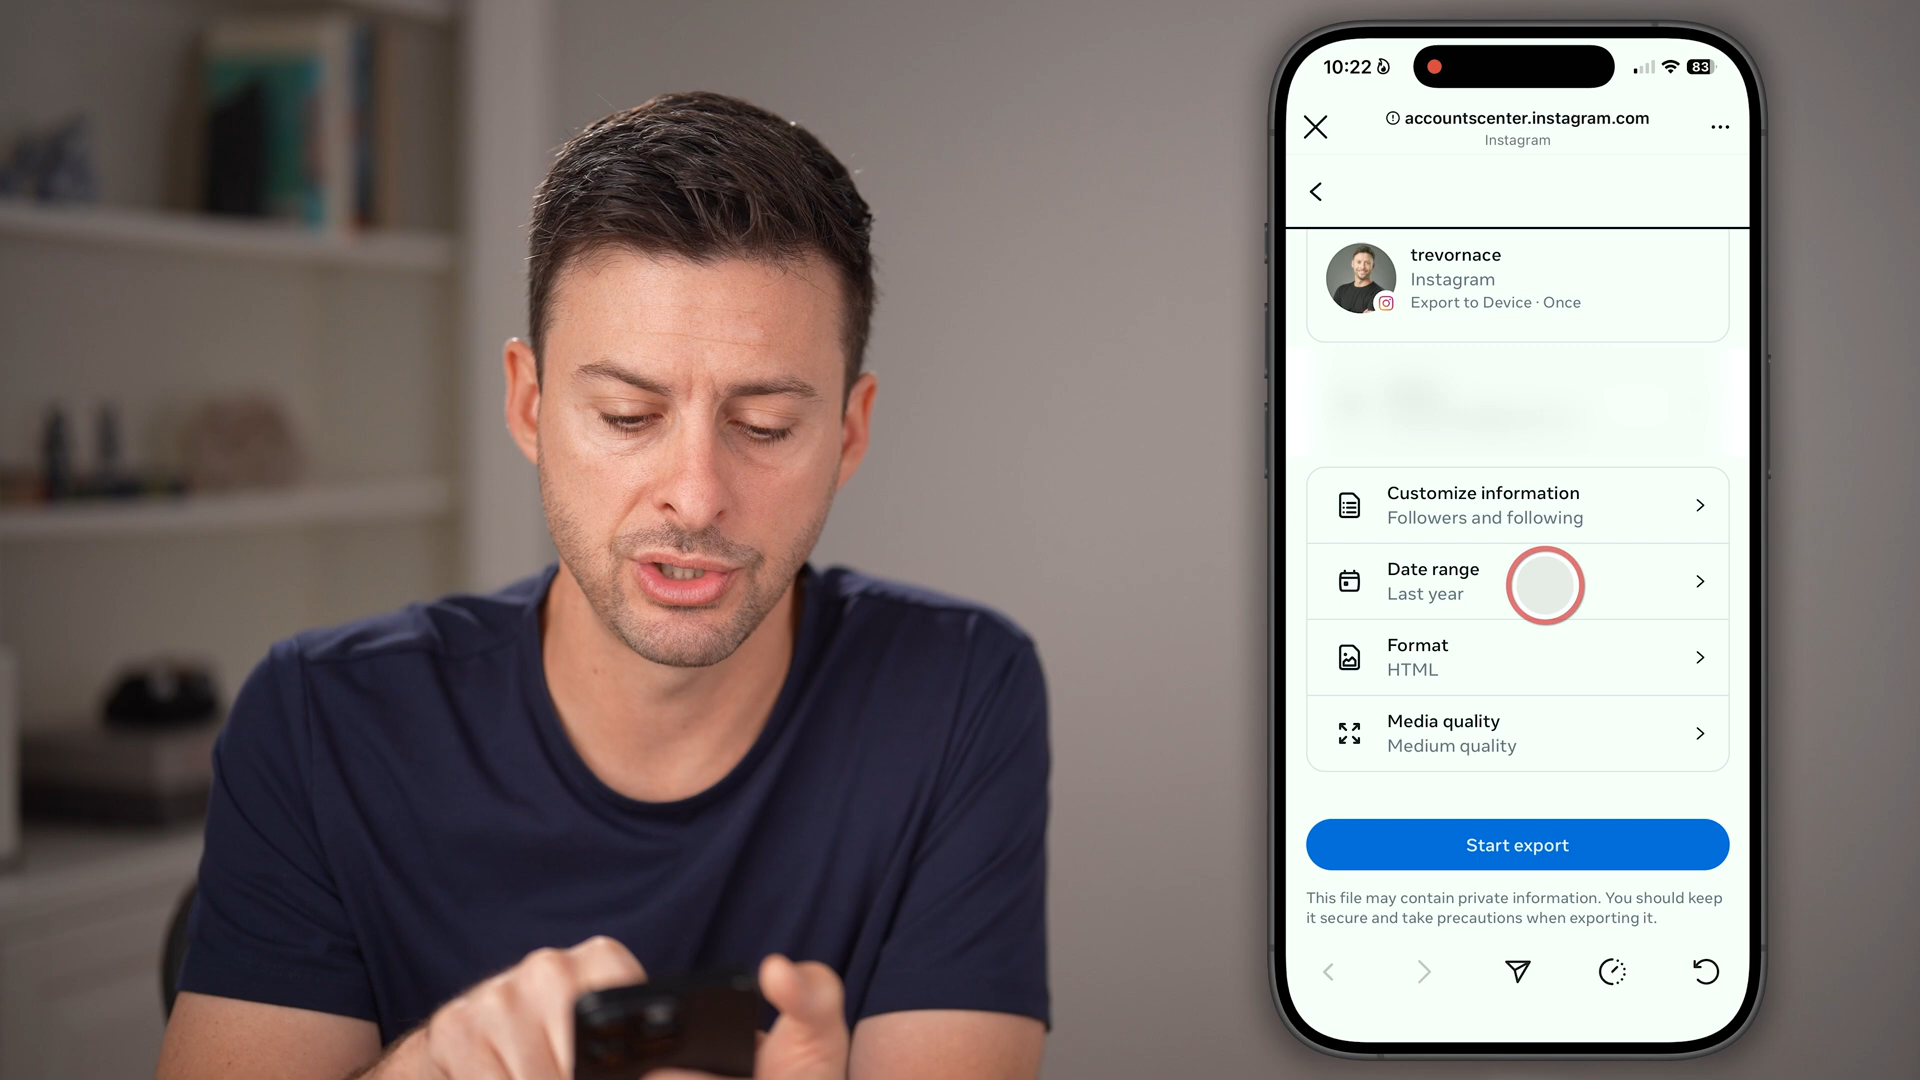 10:22
83
accountscenter.instagram.com
Instagram
trevornace
Instagram
Export to Device · Once
Customize information
Followers and following
Date range
Last year
Format
HTML
Media quality
Medium quality
Start export
This file may contain private information. You should keep
it secure and take precautions when exporting it.